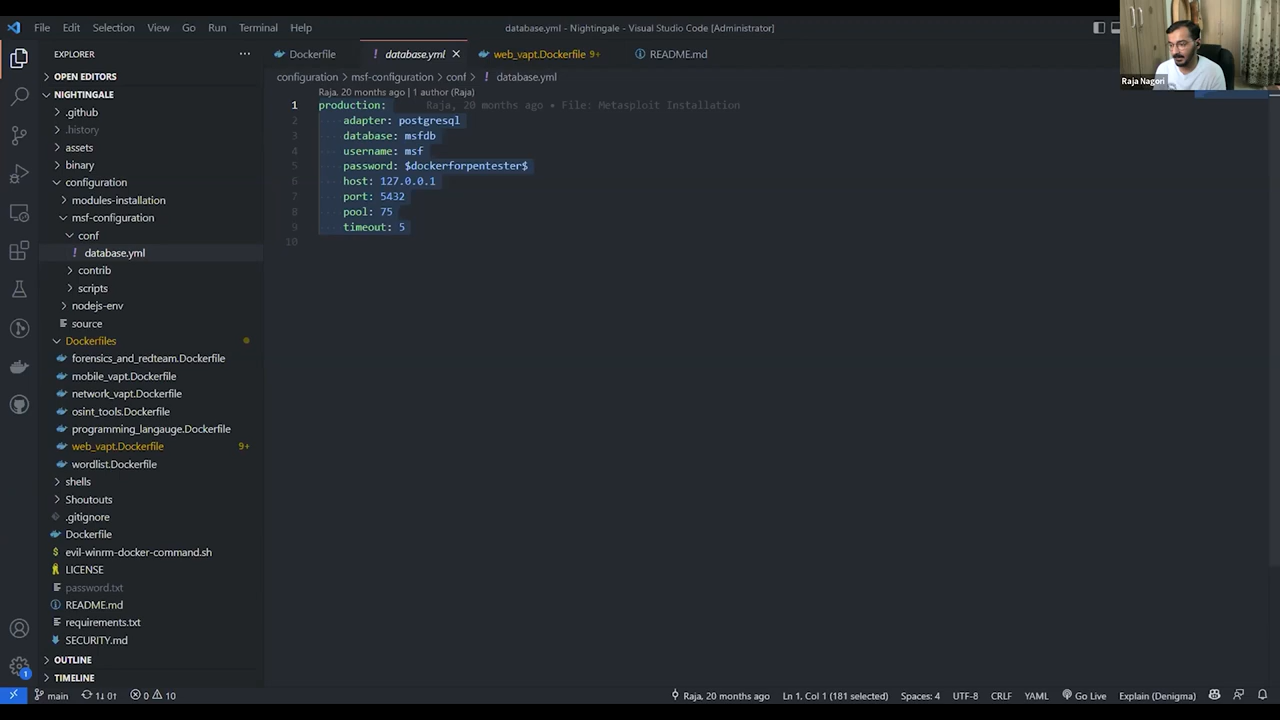 File Edit Selection View Go Run Terminal Help
database.yml - Nightingale - Visual Studio Code [Administrator]
Raja Nagori
EXPLORER ...
OPEN EDITORS
NIGHTINGALE
.github
.history
assets
binary
configuration
modules-installation
msf-configuration
conf
! database.yml
contrib
scripts
nodejs-env
source
Dockerfiles
forensics_and_redteam.Dockerfile
mobile_vapt.Dockerfile
network_vapt.Dockerfile
osint_tools.Dockerfile
programming_langauge.Dockerfile
web_vapt.Dockerfile 9+
wordlist.Dockerfile
shells
Shoutouts
.gitignore
Dockerfile
$ evil-winrm-docker-command.sh
LICENSE
password.txt
README.md
requirements.txt
SECURITY.md
OUTLINE
TIMELINE
Dockerfile ! database.yml × web_vapt.Dockerfile 9+ README.md
configuration > msf-configuration > conf > ! database.yml
Raja, 20 months ago | 1 author (Raja)
1 production: Raja, 20 months ago • File: Metasploit Installation
2 adapter: postgresql
3 database: msfdb
4 username: msf
5 password: $dockerforpentester$
6 host: 127.0.0.1
7 port: 5432
8 pool: 75
9 timeout: 5
10
1
main 1↓ 0↑ 0 10 Raja, 20 months ago Ln 1, Col 1 (181 selected) Spaces: 4 UTF-8 CRLF YAML Go Live Explain (Denigma)